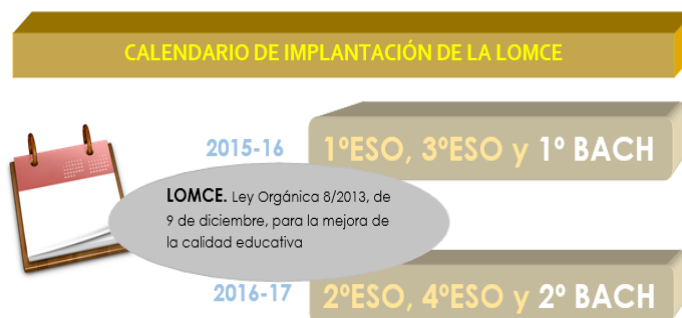 CALENDARIO DE IMPLANTACIÓN DE LA LOMCE
2015-16
1ºESO, 3ºESO y 1º BACH
LOMCE. Ley Orgánica 8/2013, de
9 de diciembre, para la mejora de
la calidad educativa
2016-17
2ºESO, 4ºESO y 2º BACH